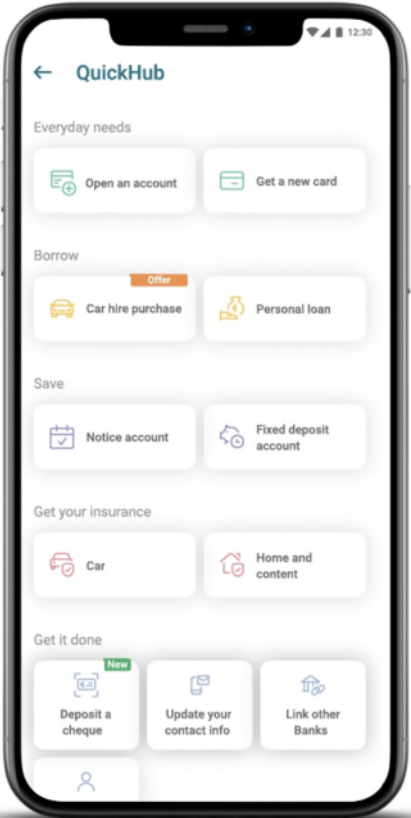 12:30
QuickHub
Everyday needs
Open an account
Get a new card
Borrow
Offer
Car hire purchase
Personal loan
Save
Notice account
Fixed deposit
account
Get your insurance
Car
Home and
content
Get it done
New
Deposit a
cheque
Update your
contact info
Link other
Banks